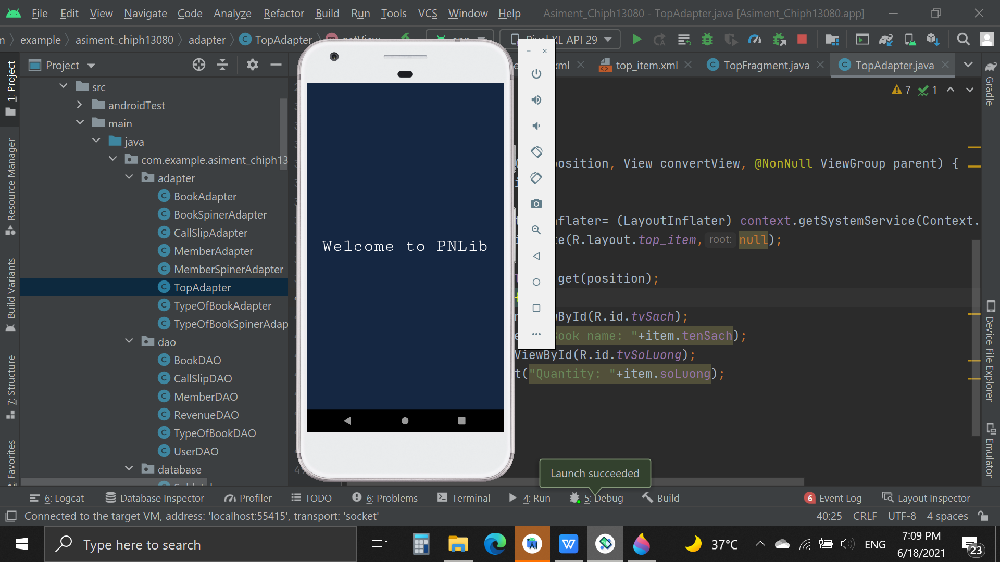 File Edit View Navigate Code Analyze Refactor Build Run Tools VCS Window Help Asiment_Chiph13080 - TopAdapter.java [Asiment_Chiph13080.app]
example asiment_chiph13080 adapter TopAdapter XL API 29
Project
xml top_item.xml TopFragment.java TopAdapter.java
7 1
src
androidTest
main
java
com.example.asiment_chiph13
adapter
BookAdapter
BookSpinerAdapter
CallSlipAdapter
MemberAdapter
MemberSpinerAdapter
TopAdapter
TypeOfBookAdapter
TypeOfBookSpinerAdap
dao
BookDAO
CallSlipDAO
MemberDAO
RevenueDAO
TypeOfBookDAO
UserDAO
database
1: Project
Resource Manager
Build Variants
7: Structure
Favorites
Welcome to PNLib
osition, View convertView, @NonNull ViewGroup parent) {
nflater= (LayoutInflater) context.getSystemService(Context.
te(R.layout.top_item, root: null);
get(position);
wById(R.id.tvSach);
Book name: "+item.tenSach);
ViewById(R.id.tvSoLuong);
t("Quantity: "+item.soLuong);
Gradle
Device File Explorer
Emulator
Launch succeeded
6: Logcat Database Inspector Profiler TODO 6: Problems Terminal 4: Run 5: Debug Build 6 Event Log Layout Inspector
Connected to the target VM, address: 'localhost:55415', transport: 'socket' 40:25 CRLF UTF-8 4 spaces
Type here to search
37°C
ENG
7:09 PM
6/18/2021
23